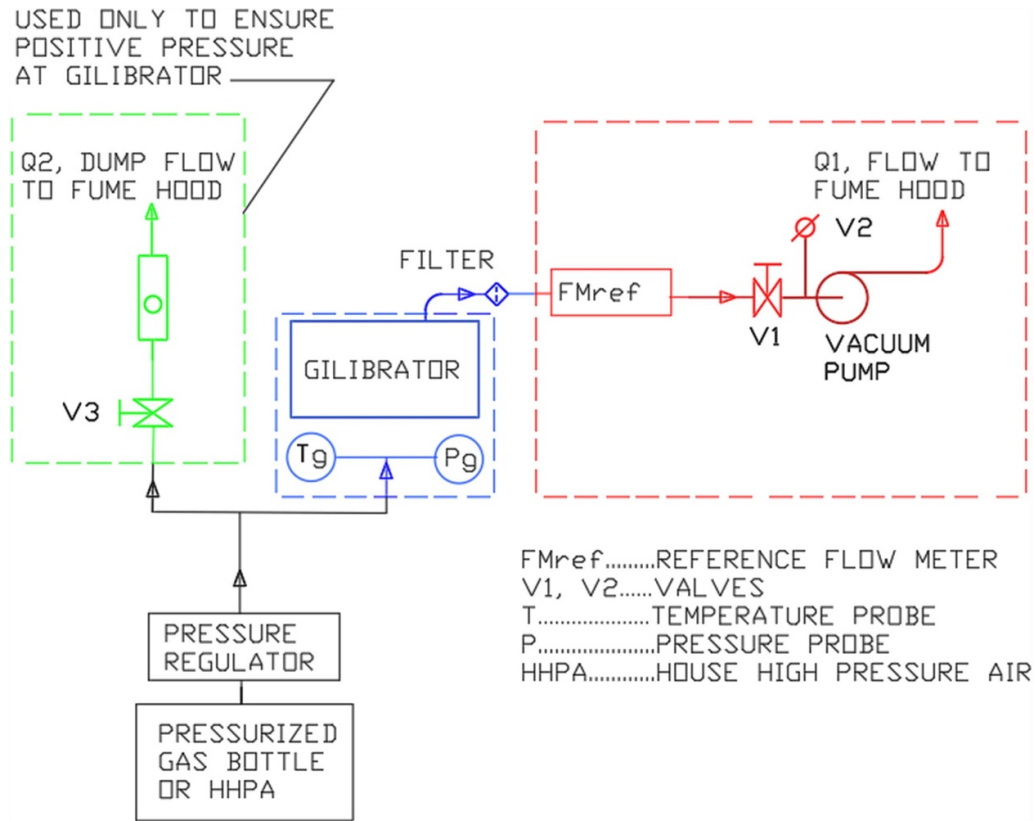 USED ONLY TO ENSURE
POSITIVE PRESSURE
AT GILIBRATOR
Q2, DUMP FLOW
TO FUME HOOD
V3
FILTER
GILIBRATOR
Tg
Pg
Q1, FLOW TO
FUME HOOD
V2
FMref
V1
VACUUM
PUMP
PRESSURE
REGULATOR
PRESSURIZED
GAS BOTTLE
OR HHPA
FMref.........REFERENCE FLOW METER
V1, V2......VALVES
T....................TEMPERATURE PROBE
P....................PRESSURE PROBE
HHPA............HOUSE HIGH PRESSURE AIR